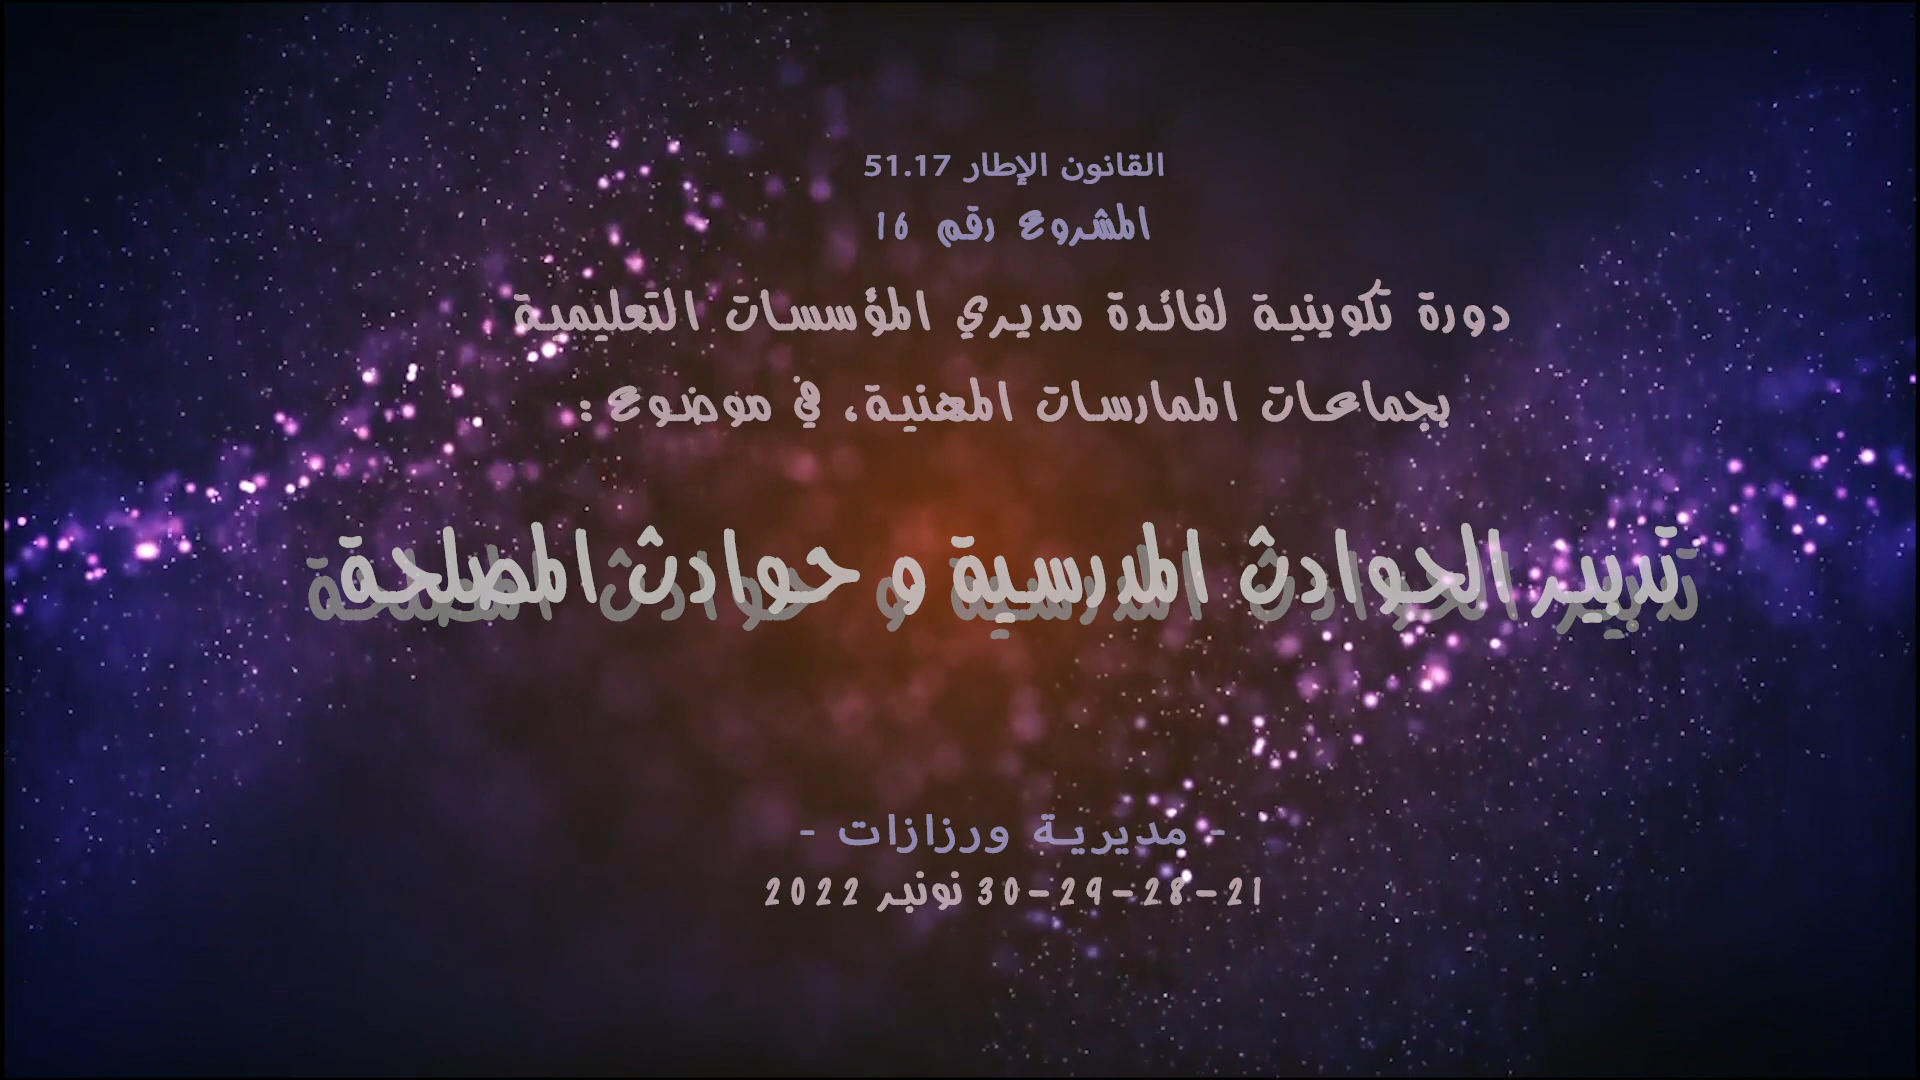 القانون الإطار 51.17
المشروع رقم 16
دورة تكوينية لفائدة مديري المؤسسات التعليمية
بجماعات الممارسات المهنية، في موضوع :
تدبير الحوادث المدرسية و حوادث المصلحة
- مديرية ورزازات -
21-28-29-30 نونبر 2022